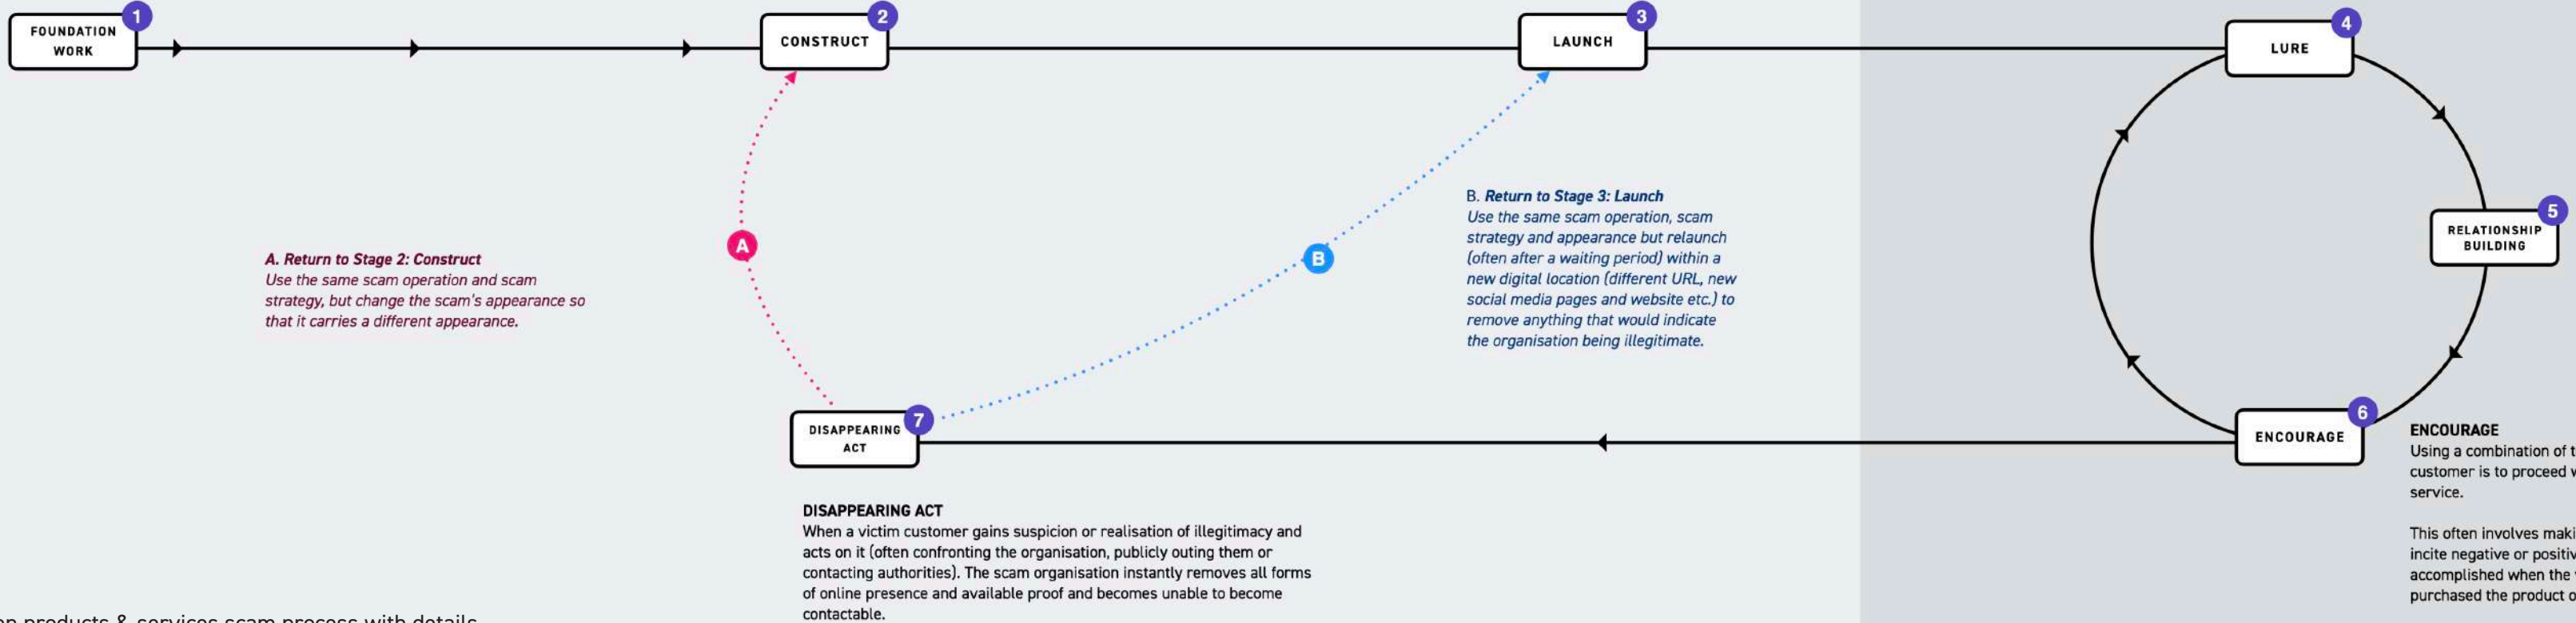 1
FOUNDATION
WORK
2
CONSTRUCT
3
LAUNCH
4
LURE
5
RELATIONSHIP
BUILDING
A
A. Return to Stage 2: Construct
Use the same scam operation and scam
strategy, but change the scam's appearance so
that it carries a different appearance.
B
B. Return to Stage 3: Launch
Use the same scam operation, scam
strategy and appearance but relaunch
(often after a waiting period) within a
new digital location (different URL, new
social media pages and website etc.) to
remove anything that would indicate
the organisation being illegitimate.
7
DISAPPEARING
ACT
6
ENCOURAGE
ENCOURAGE
Using a combination of
customer is to proceed
service.
This often involves
incite negative or
accomplished when the
purchased the product
DISAPPEARING ACT
When a victim customer gains suspicion or realisation of illegitimacy and
acts on it (often confronting the organisation, publicly outing them or
contacting authorities). The scam organisation instantly removes all forms
of online presence and available proof and becomes unable to become
contactable.
products & services scam process with details